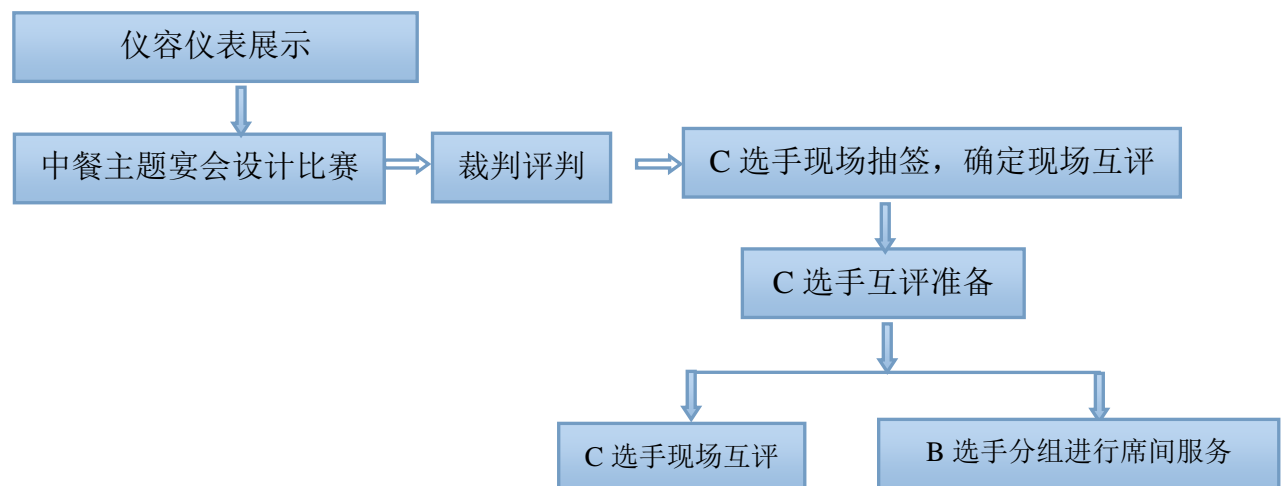 仪容仪表展示
中餐主题宴会设计比赛
裁判评判
C 选手现场抽签，确定现场互评
C 选手互评准备
C 选手现场互评
B 选手分组进行席间服务